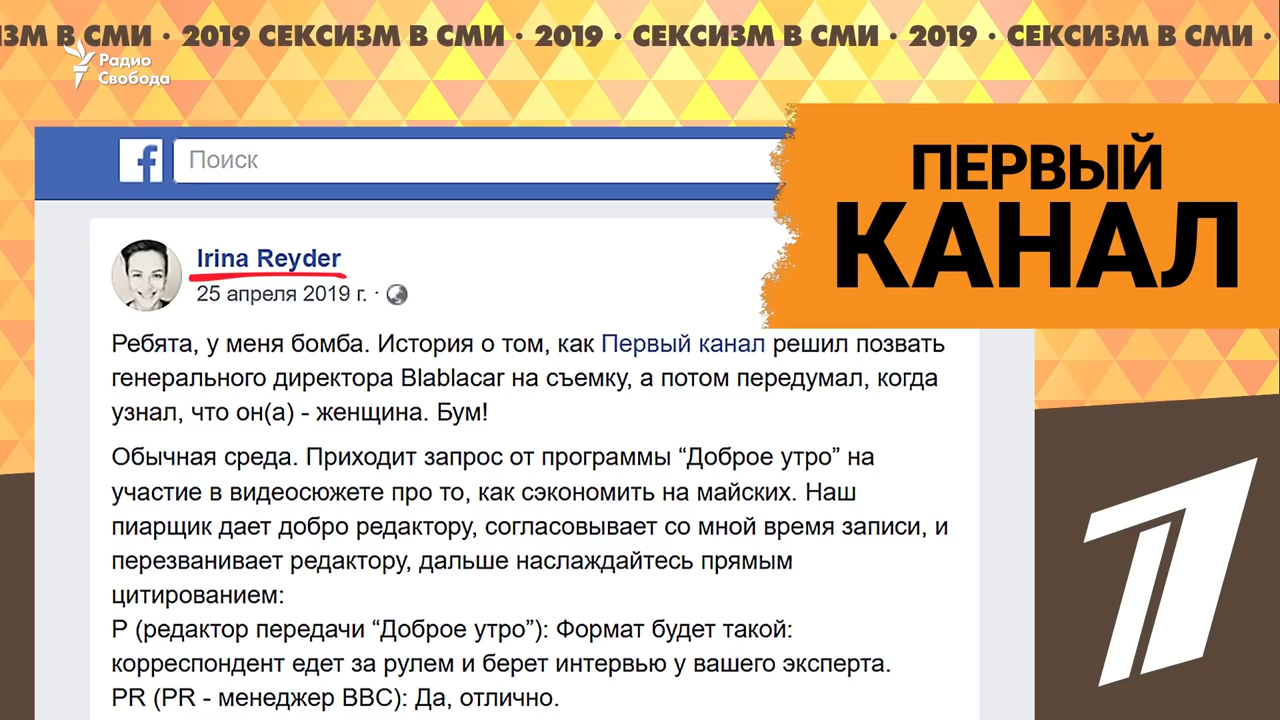 ЗМ В СМИ · 2019 СЕКСИЗМ В СМИ · 2019 · СЕКСИЗМ В СМИ · 2019 · СЕКСИЗМ В СМИ ·
Радио
Свобода
f Поиск
ПЕРВЫЙ
КАНАЛ
Irina Reyder
25 апреля 2019 г. ·
Ребята, у меня бомба. История о том, как Первый канал решил позвать
генерального директора Blablacar на съемку, а потом передумал, когда
узнал, что он(а) - женщина. Бум!
Обычная среда. Приходит запрос от программы “Доброе утро” на
участие в видеосюжете про то, как сэкономить на майских. Наш
пиарщик дает добро редактору, согласовывает со мной время записи, и
перезванивает редактору, дальше наслаждайтесь прямым
цитированием:
Р (редактор передачи “Доброе утро”): Формат будет такой:
корреспондент едет за рулем и берет интервью у вашего эксперта.
PR (PR - менеджер BBC): Да, отлично.
1